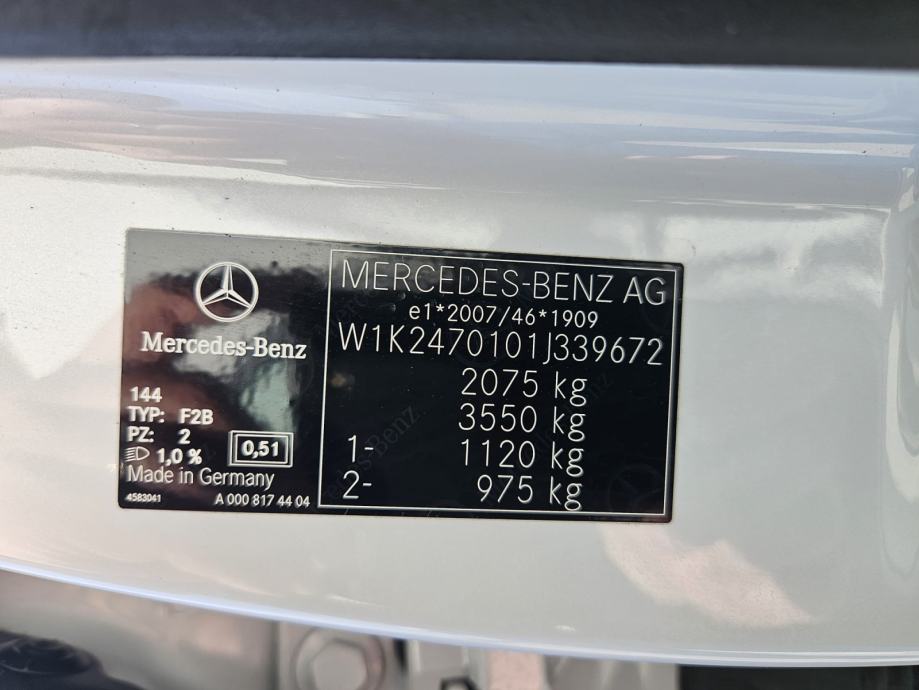 Mercedes-Benz
144
TYP: F2B
PZ: 2
1,0 %
0,51
Made in Germany
4583041 A 000 817 44 04
MERCEDES-BENZ AG
e1*2007/46*1909
W1K2470101J339672
2075 kg
3550 kg
1- 1120 kg
2- 975 kg